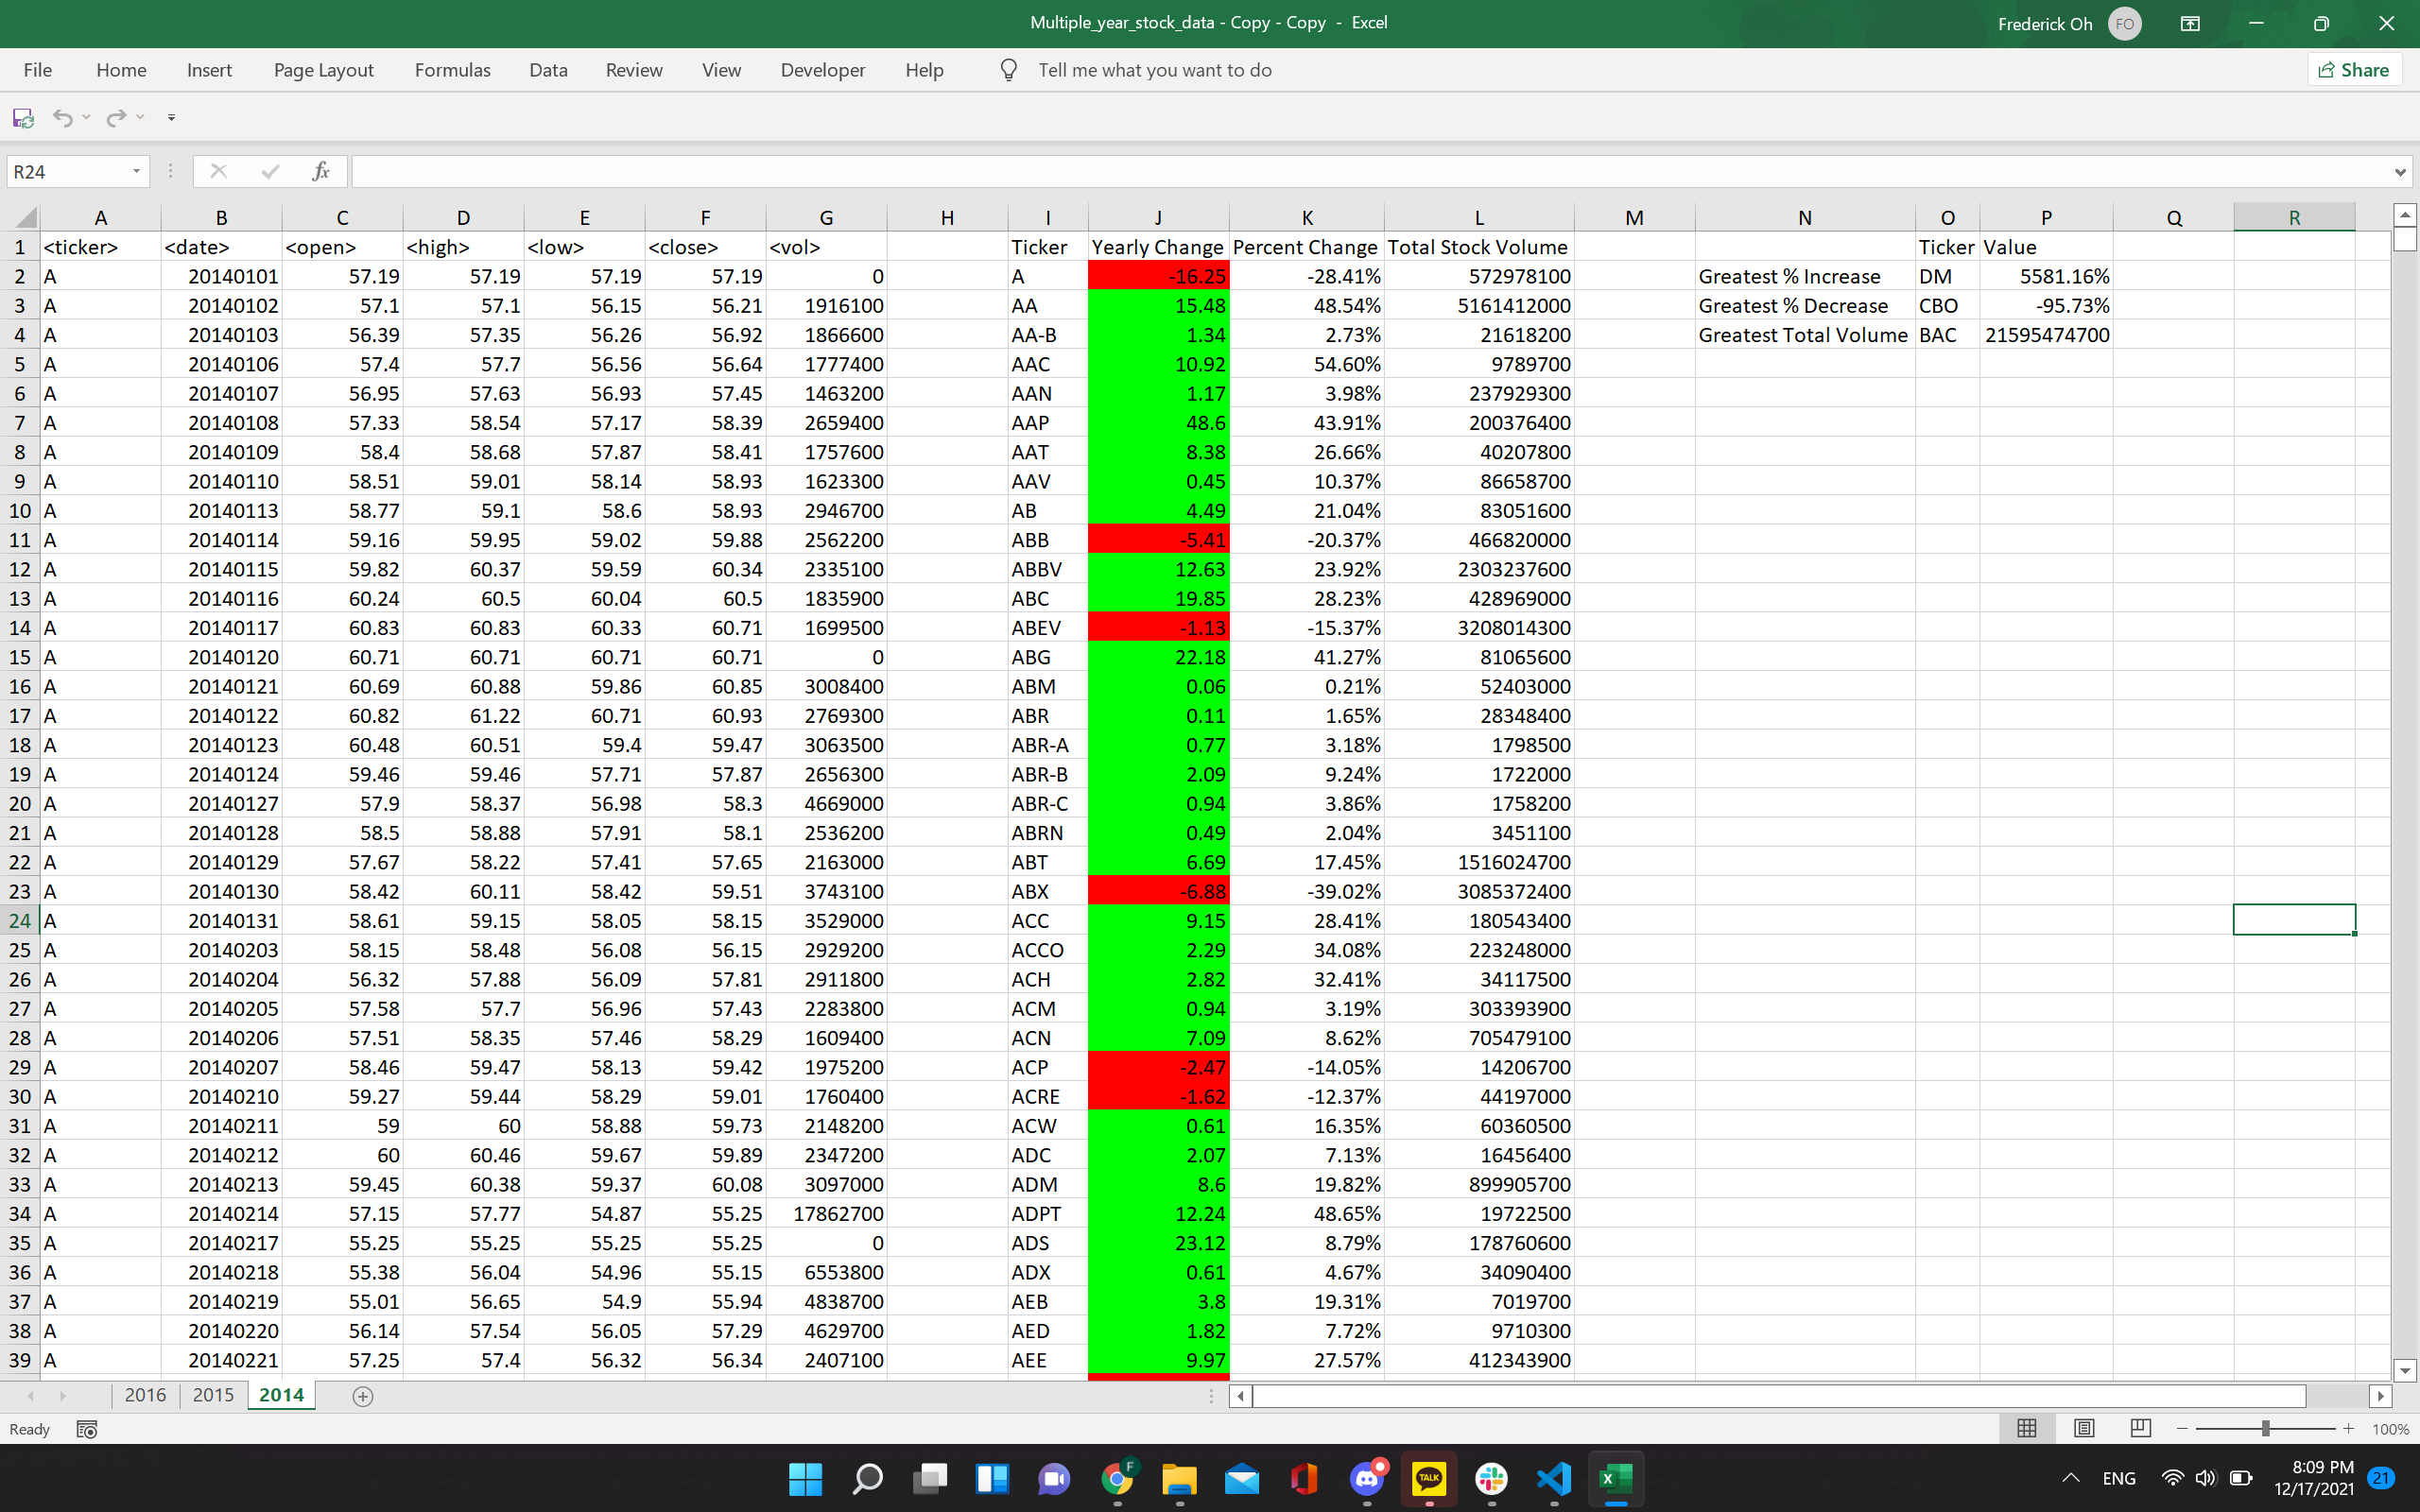 Multiple_year_stock_data - Copy - Copy - Excel
Frederick Oh FO
File Home Insert Page Layout Formulas Data Review View Developer Help Tell me what you want to do Share
R24 fx
A B C D E F G H I J K L M N O P Q R
1 <ticker> <date> <open> <high> <low> <close> <vol> Ticker Yearly Change Percent Change Total Stock Volume Ticker Value
2 A 20140101 57.19 57.19 57.19 57.19 0 A -16.25 -28.41% 572978100 Greatest % Increase DM 5581.16%
3 A 20140102 57.1 57.1 56.15 56.21 1916100 AA 15.48 48.54% 5161412000 Greatest % Decrease CBO -95.73%
4 A 20140103 56.39 57.35 56.26 56.92 1866600 AA-B 1.34 2.73% 21618200 Greatest Total Volume BAC 21595474700
5 A 20140106 57.4 57.7 56.56 56.64 1777400 AAC 10.92 54.60% 9789700
6 A 20140107 56.95 57.63 56.93 57.45 1463200 AAN 1.17 3.98% 237929300
7 A 20140108 57.33 58.54 57.17 58.39 2659400 AAP 48.6 43.91% 200376400
8 A 20140109 58.4 58.68 57.87 58.41 1757600 AAT 8.38 26.66% 40207800
9 A 20140110 58.51 59.01 58.14 58.93 1623300 AAV 0.45 10.37% 86658700
10 A 20140113 58.77 59.1 58.6 58.93 2946700 AB 4.49 21.04% 83051600
11 A 20140114 59.16 59.95 59.02 59.88 2562200 ABB -5.41 -20.37% 466820000
12 A 20140115 59.82 60.37 59.59 60.34 2335100 ABBV 12.63 23.92% 2303237600
13 A 20140116 60.24 60.5 60.04 60.5 1835900 ABC 19.85 28.23% 428969000
14 A 20140117 60.83 60.83 60.33 60.71 1699500 ABEV -1.13 -15.37% 3208014300
15 A 20140120 60.71 60.71 60.71 60.71 0 ABG 22.18 41.27% 81065600
16 A 20140121 60.69 60.88 59.86 60.85 3008400 ABM 0.06 0.21% 52403000
17 A 20140122 60.82 61.22 60.71 60.93 2769300 ABR 0.11 1.65% 28348400
18 A 20140123 60.48 60.51 59.4 59.47 3063500 ABR-A 0.77 3.18% 1798500
19 A 20140124 59.46 59.46 57.71 57.87 2656300 ABR-B 2.09 9.24% 1722000
20 A 20140127 57.9 58.37 56.98 58.3 4669000 ABR-C 0.94 3.86% 1758200
21 A 20140128 58.5 58.88 57.91 58.1 2536200 ABRN 0.49 2.04% 3451100
22 A 20140129 57.67 58.22 57.41 57.65 2163000 ABT 6.69 17.45% 1516024700
23 A 20140130 58.42 60.11 58.42 59.51 3743100 ABX -6.88 -39.02% 3085372400
24 A 20140131 58.61 59.15 58.05 58.15 3529000 ACC 9.15 28.41% 180543400
25 A 20140203 58.15 58.48 56.08 56.15 2929200 ACCO 2.29 34.08% 223248000
26 A 20140204 56.32 57.88 56.09 57.81 2911800 ACH 2.82 32.41% 34117500
27 A 20140205 57.58 57.7 56.96 57.43 2283800 ACM 0.94 3.19% 303393900
28 A 20140206 57.51 58.35 57.46 58.29 1609400 ACN 7.09 8.62% 705479100
29 A 20140207 58.46 59.47 58.13 59.42 1975200 ACP -2.47 -14.05% 14206700
30 A 20140210 59.27 59.44 58.29 59.01 1760400 ACRE -1.62 -12.37% 44197000
31 A 20140211 59 60 58.88 59.73 2148200 ACW 0.61 16.35% 60360500
32 A 20140212 60 60.46 59.67 59.89 2347200 ADC 2.07 7.13% 16456400
33 A 20140213 59.45 60.38 59.37 60.08 3097000 ADM 8.6 19.82% 899905700
34 A 20140214 57.15 57.77 54.87 55.25 17862700 ADPT 12.24 48.65% 19722500
35 A 20140217 55.25 55.25 55.25 55.25 0 ADS 23.12 8.79% 178760600
36 A 20140218 55.38 56.04 54.96 55.15 6553800 ADX 0.61 4.67% 34090400
37 A 20140219 55.01 56.65 54.9 55.94 4838700 AEB 3.8 19.31% 7019700
38 A 20140220 56.14 57.54 56.05 57.29 4629700 AED 1.82 7.72% 9710300
39 A 20140221 57.25 57.4 56.32 56.34 2407100 AEE 9.97 27.57% 412343900
2016 2015 2014
Ready 100%
F TALK ENG 8:09 PM
12/17/2021 21